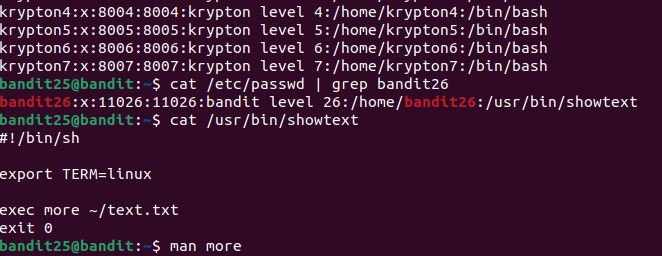 krypton4:x:8004:8004:krypton level 4:/home/krypton4:/bin/bash
krypton5:x:8005:8005:krypton level 5:/home/krypton5:/bin/bash
krypton6:x:8006:8006:krypton level 6:/home/krypton6:/bin/bash
krypton7:x:8007:8007:krypton level 7:/home/krypton7:/bin/bash
bandit25@bandit:~$ cat /etc/passwd | grep bandit26
bandit26:x:11026:11026:bandit level 26:/home/bandit26:/usr/bin/showtext
bandit25@bandit:~$ cat /usr/bin/showtext
#!/bin/sh
export TERM=linux
exec more ~/text.txt
exit 0
bandit25@bandit:~$ man more